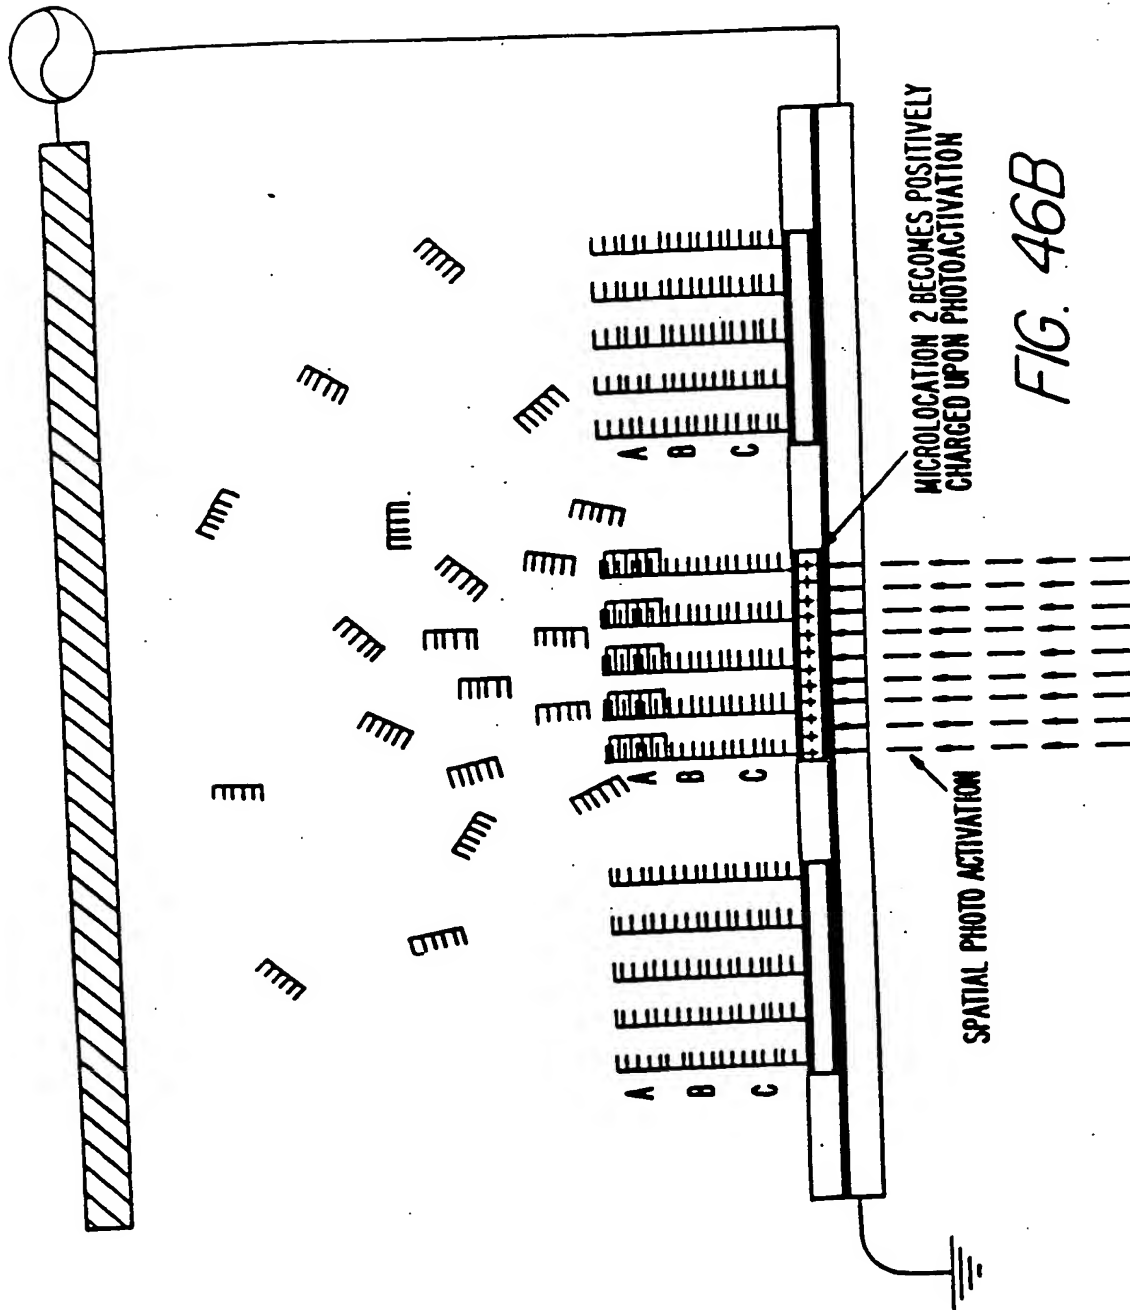 A
B
C
A
B
C
A
B
C
MICROLOCATION 2 BECOMES POSITIVELY
CHARGED UPON PHOTOACTIVATION
SPATIAL PHOTO ACTIVATION
FIG. 46B